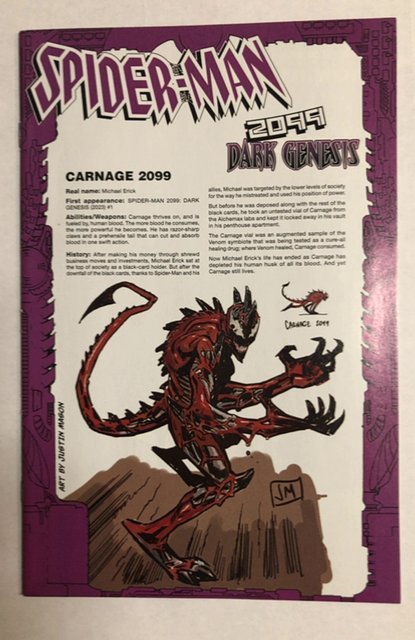 SPIDER-MAN
2099
DARK GENESIS
CARNAGE 2099
Real name: Michael Erick
First appearance: SPIDER-MAN 2099: DARK
GENESIS (2023) #1
Abilities/Weapons: Carnage thrives on, and is
fueled by, human blood. The more blood he consumes,
the more powerful he becomes. He has razor-sharp
claws and a prehensile tail that can cut and absorb
blood in one swift action.
History: After making his money through shrewd
business moves and investments, Michael Erick sat at
the top of society as a black-card holder. But after the
downfall of the black cards, thanks to Spider-Man and his
allies, Michael was targeted by the lower levels of society
for the way he mistreated and used his position of power.
But before he was deposed along with the rest of the
black cards, he took an untested vial of Carnage from
the Alchemax labs and kept it locked away in his vault
in his penthouse apartment.
The Carnage vial was an augmented sample of the
Venom symbiote that was being tested as a cure-all
healing drug; where Venom healed, Carnage consumed.
Now Michael Erick's life has ended as Carnage has
depleted his human husk of all its blood. And yet
Carnage still lives.
CARNAGE 2099
ART BY JUSTIN MASON
JM